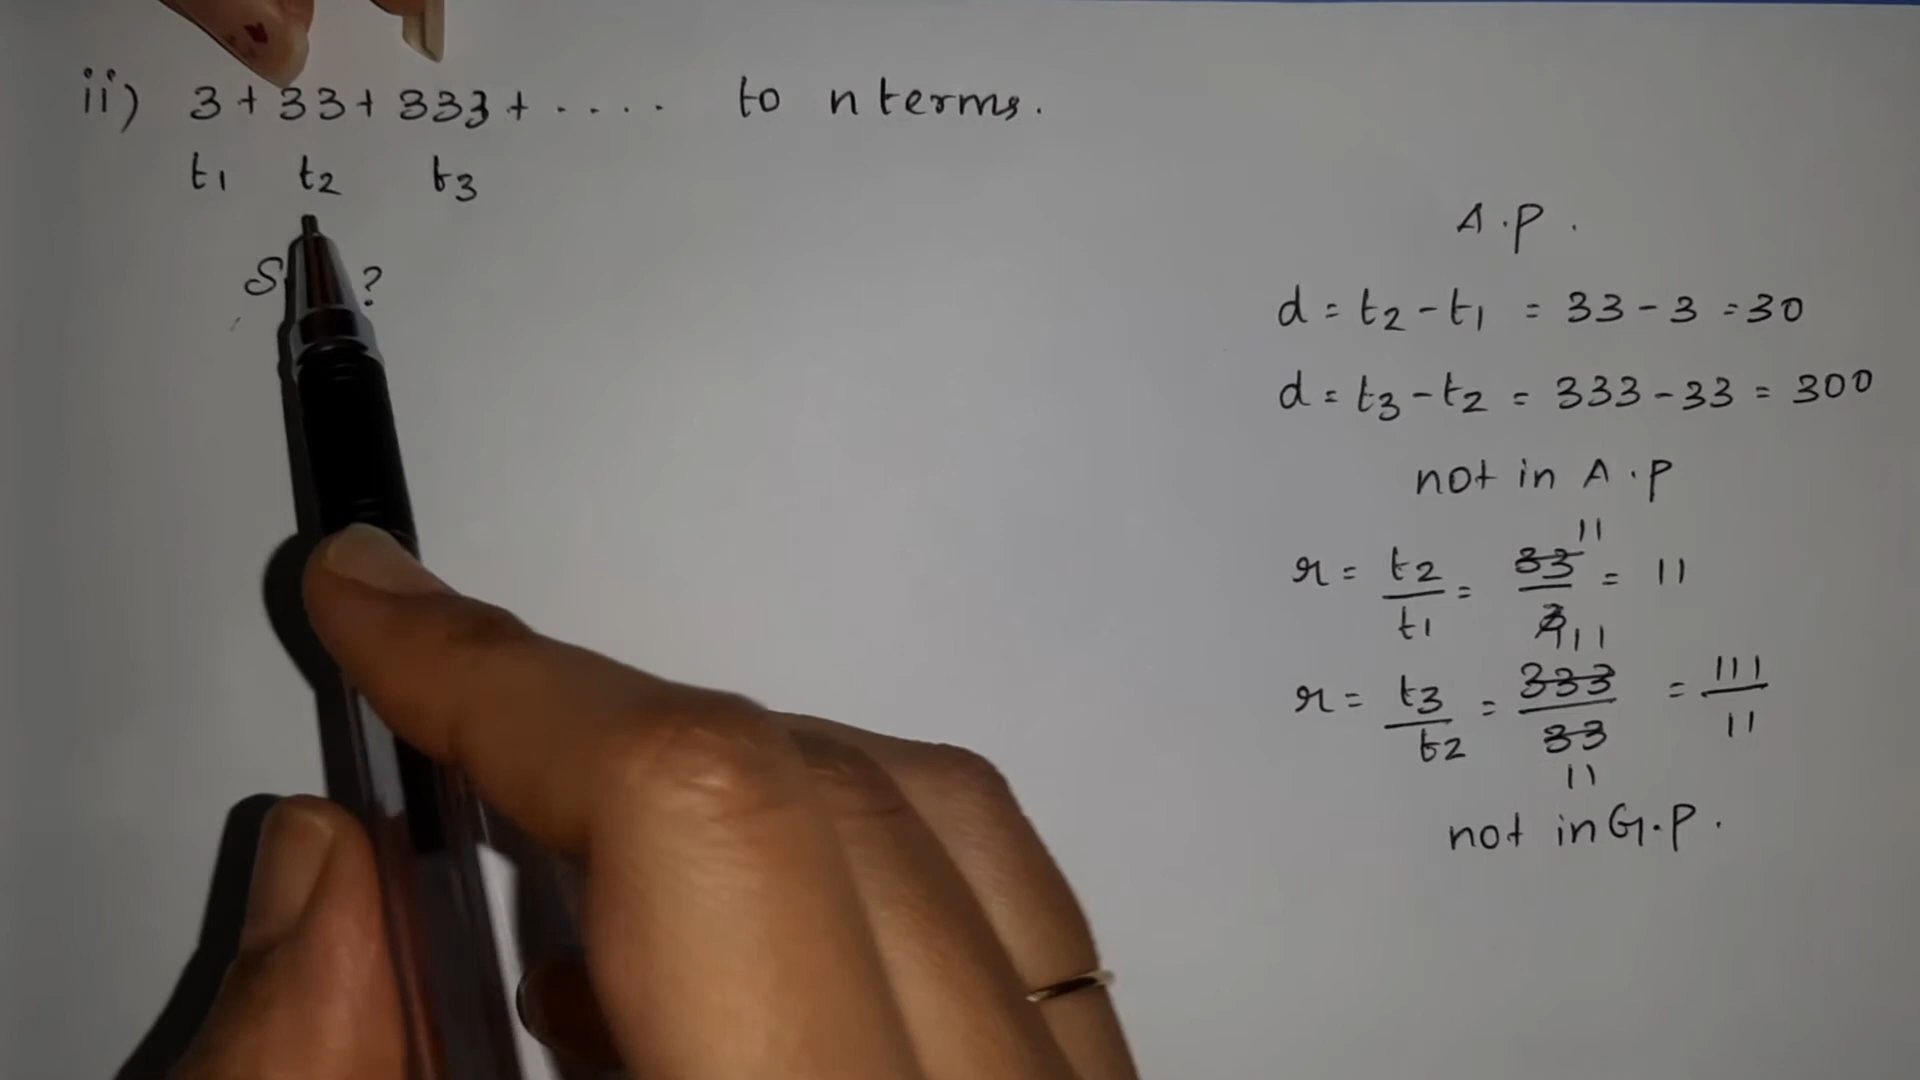 ii) 3 + 33 + 333 + ..... to n terms.
t1 t2 t3
S ?
A.P.
d = t2 - t1 = 33 - 3 = 30
d = t3 - t2 = 333 - 33 = 300
not in A.P
11
r = t2/t1 = 33/3 = 11
111
r = t3/t2 = 333/33 = 111/11
11
not in G.P.